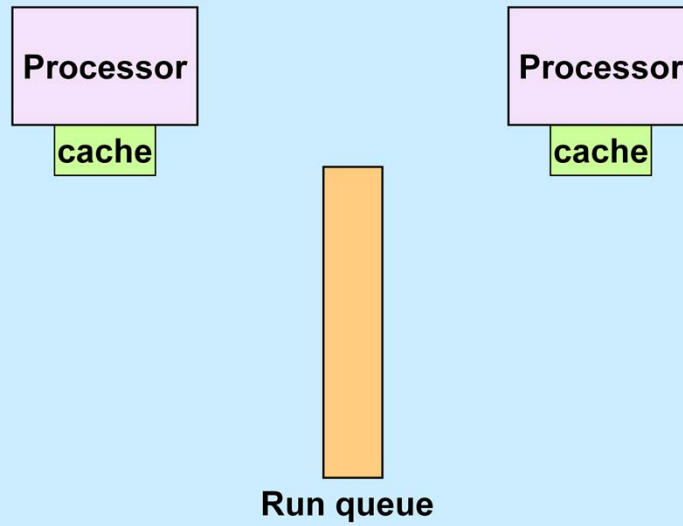 Processor
Processor
cache
cache
Run queue